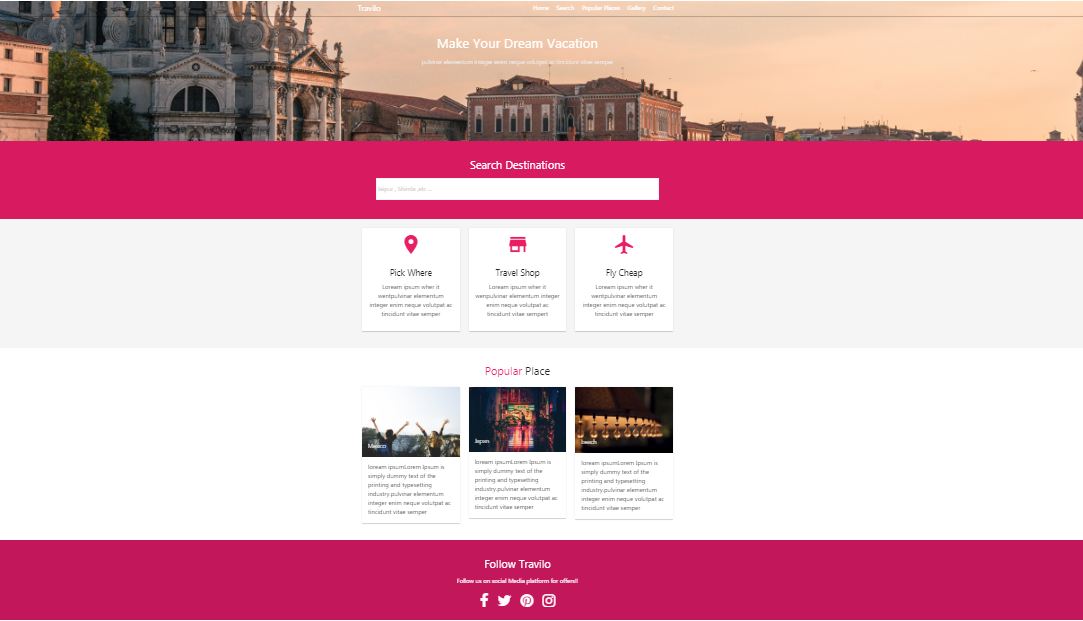 Travilo
Home Search Popular Places Gallery Contact
Make Your Dream Vacation
pulvinar elementum integer enim neque volutpat ac tincidunt vitae semper
Search Destinations
Shimla ,etc ...
Pick Where
Loream ipsum wher it
wentpulvinar elementum
integer enim neque volutpat ac
tincidunt vitae semper
Travel Shop
Loream ipsum wher it
wenpulvinar elementum integer
enim neque volutpat ac
tincidunt vitae sempert
Fly Cheap
Loream ipsum wher it
wentpulvinar elementum
integer enim neque volutpat ac
tincidunt vitae semper
Popular Place
Mexico
loream ipsumLorem Ipsum is
simply dummy text of the
printing and typesetting
industry.pulvinar elementum
integer enim neque volutpat ac
tincidunt vitae semper
Japan
loream ipsumLorem Ipsum is
simply dummy text of the
printing and typesetting
industry.pulvinar elementum
integer enim neque volutpat ac
tincidunt vitae semper
beach
loream ipsumLorem Ipsum is
simply dummy text of the
printing and typesetting
industry.pulvinar elementum
integer enim neque volutpat ac
tincidunt vitae semper
Follow Travilo
Follow us on social Media platform for offers!!